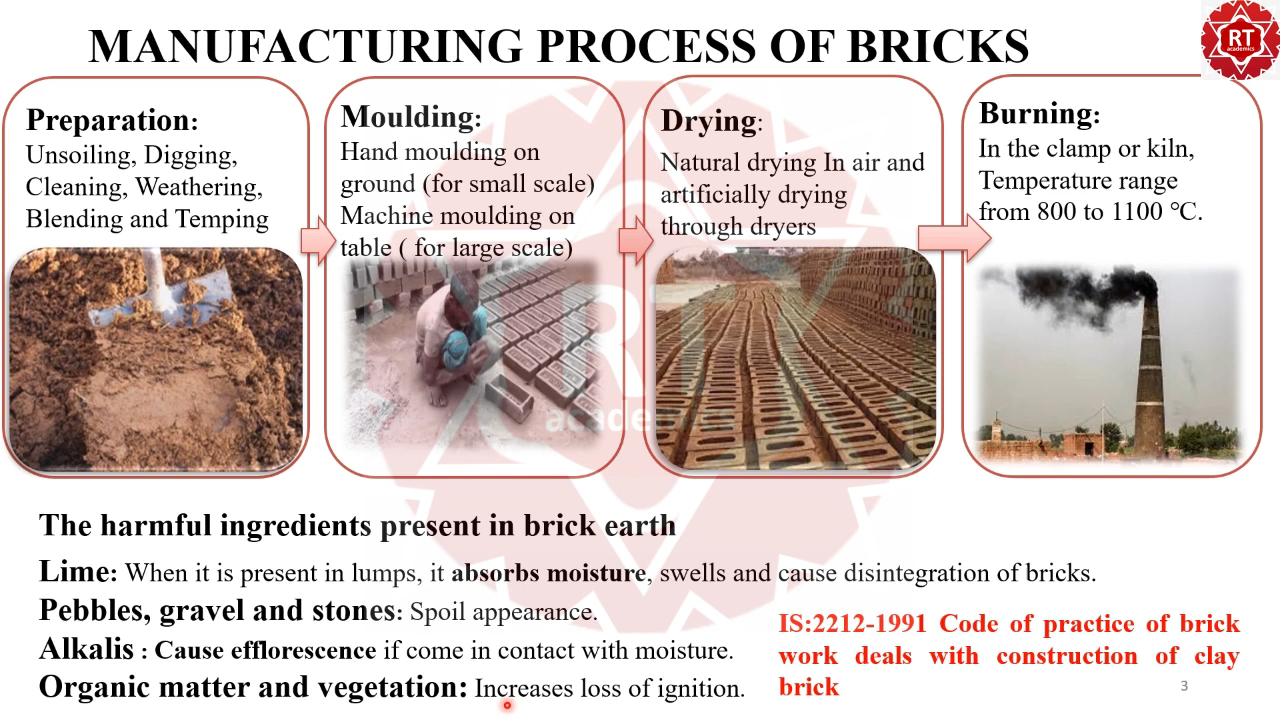 MANUFACTURING PROCESS OF BRICKS
RT
academics
Preparation:
Unsoiling, Digging,
Cleaning, Weathering,
Blending and Temping
Moulding:
Hand moulding on
ground (for small scale)
Machine moulding on
table ( for large scale)
Drying:
Natural drying In air and
artificially drying
through dryers
Burning:
In the clamp or kiln,
Temperature range
from 800 to 1100 ℃.
RT
academics
The harmful ingredients present in brick earth
Lime: When it is present in lumps, it absorbs moisture, swells and cause disintegration of bricks.
Pebbles, gravel and stones: Spoil appearance.
Alkalis : Cause efflorescence if come in contact with moisture.
Organic matter and vegetation: Increases loss of ignition.
IS:2212-1991 Code of practice of brick
work deals with construction of clay
brick
3